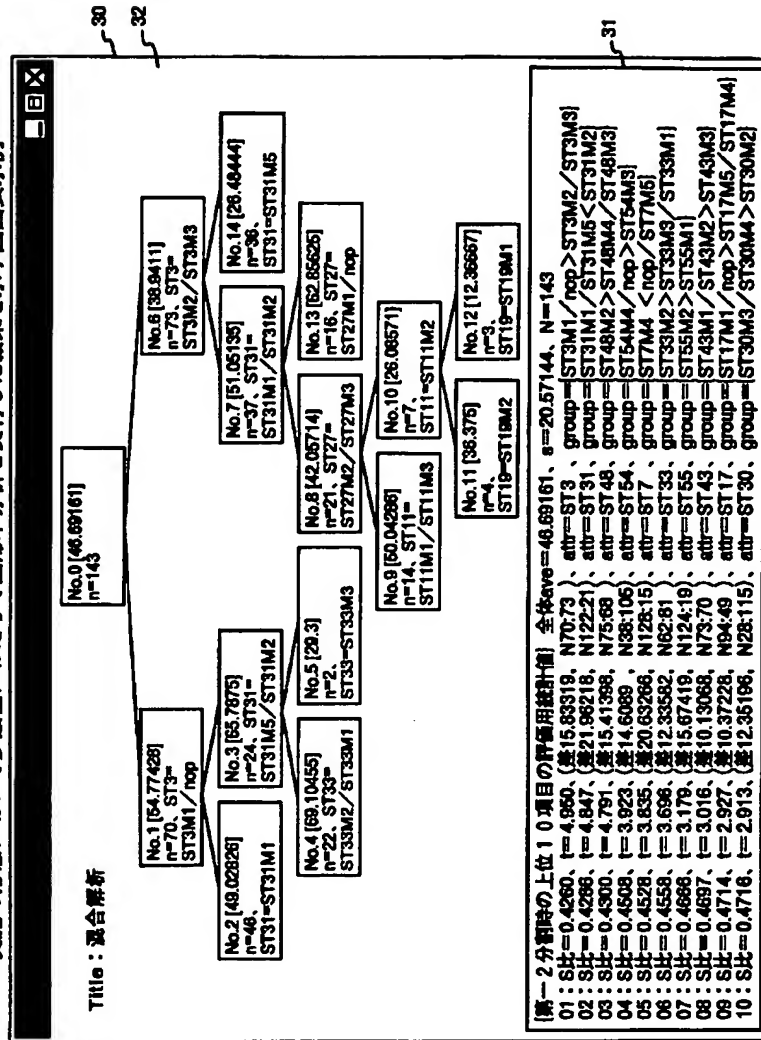 30
32
Title：混合解析
No.0 [46.69161]
n=143
No.1 [54.77428]
n=70、ST3=
ST3M1／nop
No.6 [38.9411]
n=73、ST3=
ST3M2／ST3M3
No.2 [49.02826]
n=46、
ST31=ST31M1
No.3 [65.7875]
n=24、ST31=
ST31M5／ST31M2
No.7 [51.05135]
n=37、ST31=
ST31M1／ST31M2
No.14 [26.48444]
n=36、
ST31=ST31M5
No.4 [69.10455]
n=22、ST33=
ST33M2／ST33M1
No.5 [29.3]
n=2、
ST33=ST33M3
No.8 [42.05714]
n=21、ST27=
ST27M2／ST27M3
No.13 [62.85625]
n=16、ST27=
ST27M1／nop
No.9 [50.04286]
n=14、ST11=
ST11M1／ST11M3
No.10 [26.08571]
n=7、
ST11=ST11M2
No.11 [36.375]
n=4、
ST19=ST19M2
No.12 [12.36667]
n=3、
ST19=ST19M1
[第一２分割時の上位１０項目の評価用統計値] 全体ave=46.69161、s=20.57144、N=143
01：S比=0.4260、t=4.950、(差15.83319、N70:73 )、attr=ST3 、group=[ST3M1／nop＞ST3M2／ST3M3]
02：S比=0.4286、t=4.847、(差21.96218、N122:21)、attr=ST31、group=[ST31M1／ST31M5＜ST31M2]
03：S比=0.4300、t=4.791、(差15.41398、N75:68 )、attr=ST48、group=[ST48M2＞ST48M4／ST48M3]
04：S比=0.4508、t=3.923、(差14.6089 、N38:105)、attr=ST54、group=[ST54M4／nop＞ST54M3]
05：S比=0.4528、t=3.835、(差20.63266、N128:15)、attr=ST7 、group=[ST7M4 ＜nop／ST7M5]
06：S比=0.4558、t=3.696、(差12.33582、N62:81 )、attr=ST33、group=[ST33M2＞ST33M3／ST33M1]
07：S比=0.4666、t=3.179、(差15.67419、N124:19)、attr=ST55、group=[ST55M2＞ST55M1]
08：S比=0.4697、t=3.016、(差10.13068、N73:70 )、attr=ST43、group=[ST43M1／ST43M2＞ST43M3]
09：S比=0.4714、t=2.927、(差10.37228、N94:49 )、attr=ST17、group=[ST17M1／nop＞ST17M5／ST17M4]
10：S比=0.4716、t=2.913、(差12.35196、N28:115)、attr=ST30、group=[ST30M3／ST30M4＞ST30M2]
31